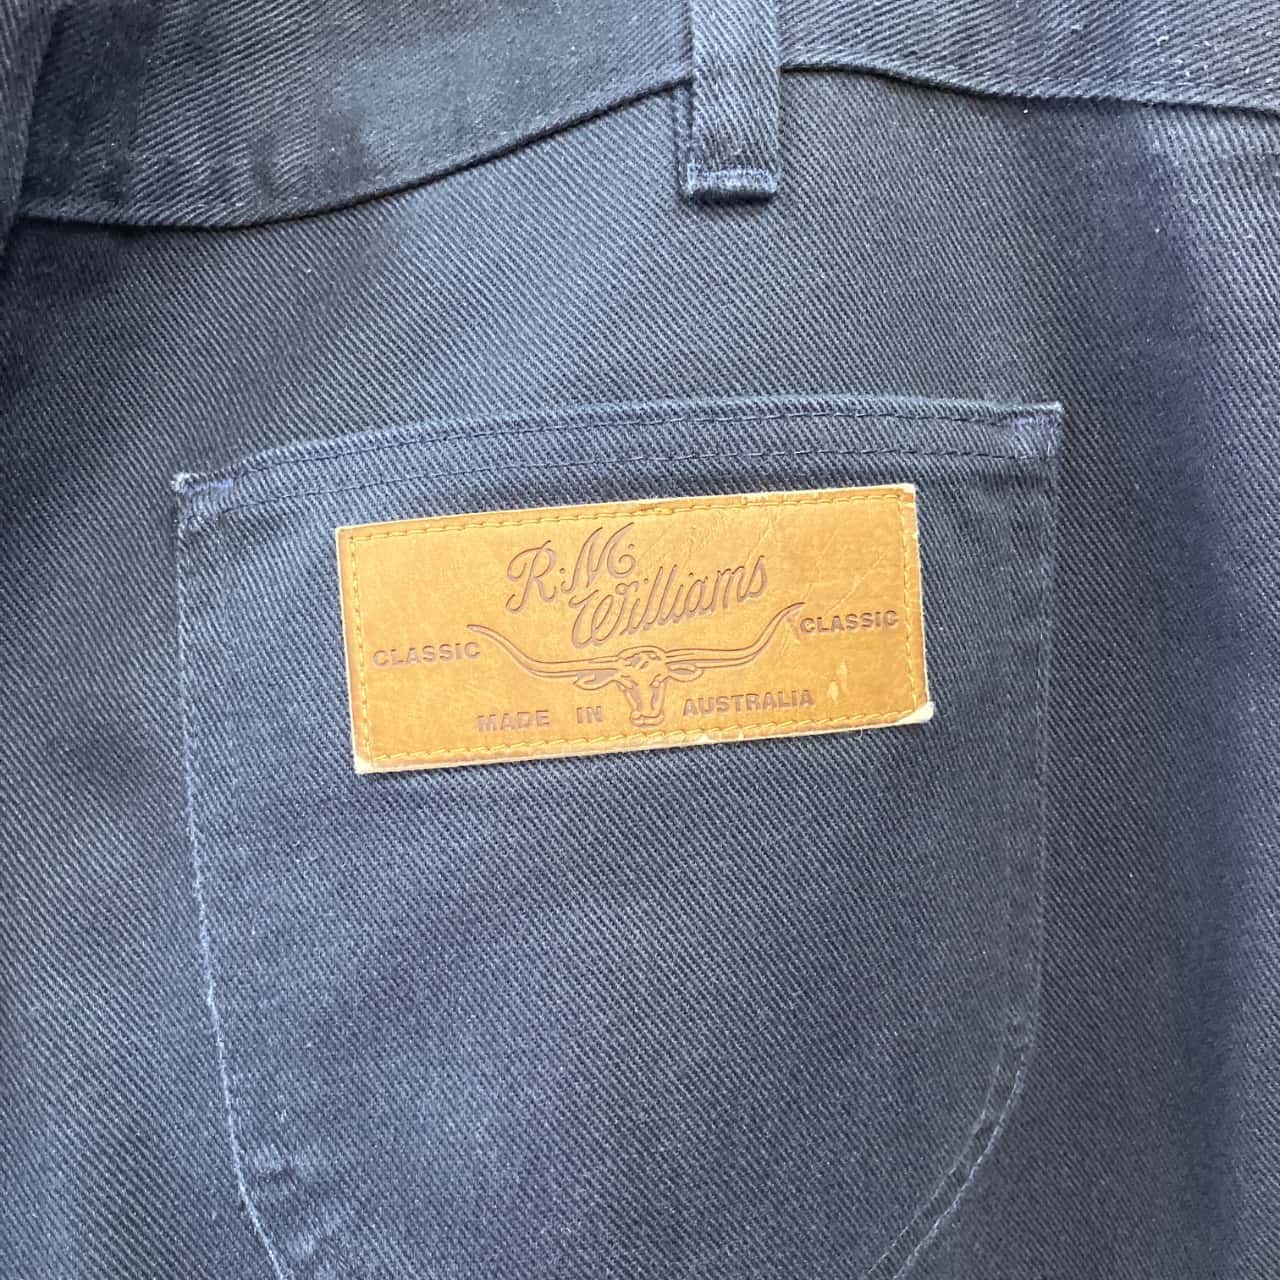 R.M.
Williams
CLASSIC CLASSIC
MADE IN AUSTRALIA